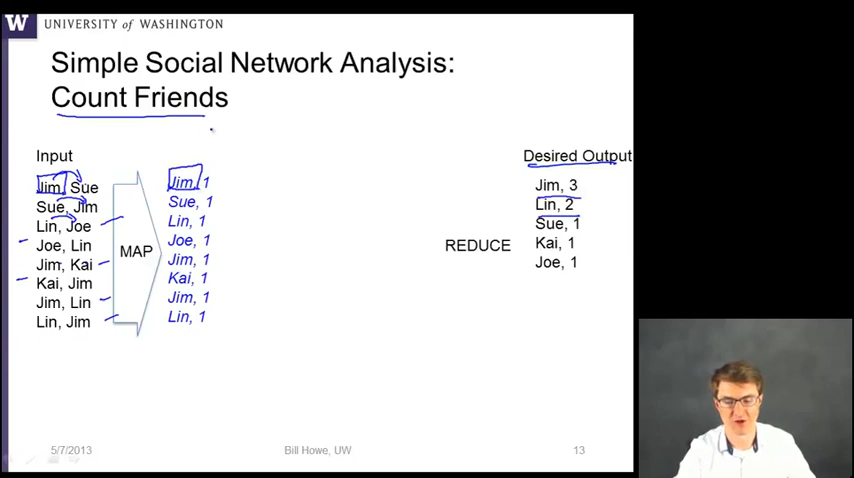 W UNIVERSITY of WASHINGTON
Simple Social Network Analysis:
Count Friends
Input
Jim, Sue
Sue, Jim
Lin, Joe
Joe, Lin
Jim, Kai
Kai, Jim
Jim, Lin
Lin, Jim
MAP
Jim, 1
Sue, 1
Lin, 1
Joe, 1
Jim, 1
Kai, 1
Jim, 1
Lin, 1
REDUCE
Desired Output
Jim, 3
Lin, 2
Sue, 1
Kai, 1
Joe, 1
5/7/2013
Bill Howe, UW
13